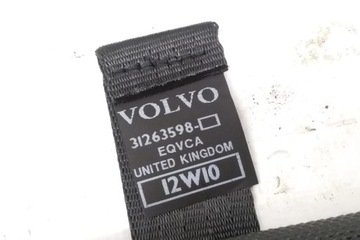 VOLVO
31263598-□
EQVCA
UNITED KINGDOM
12W10